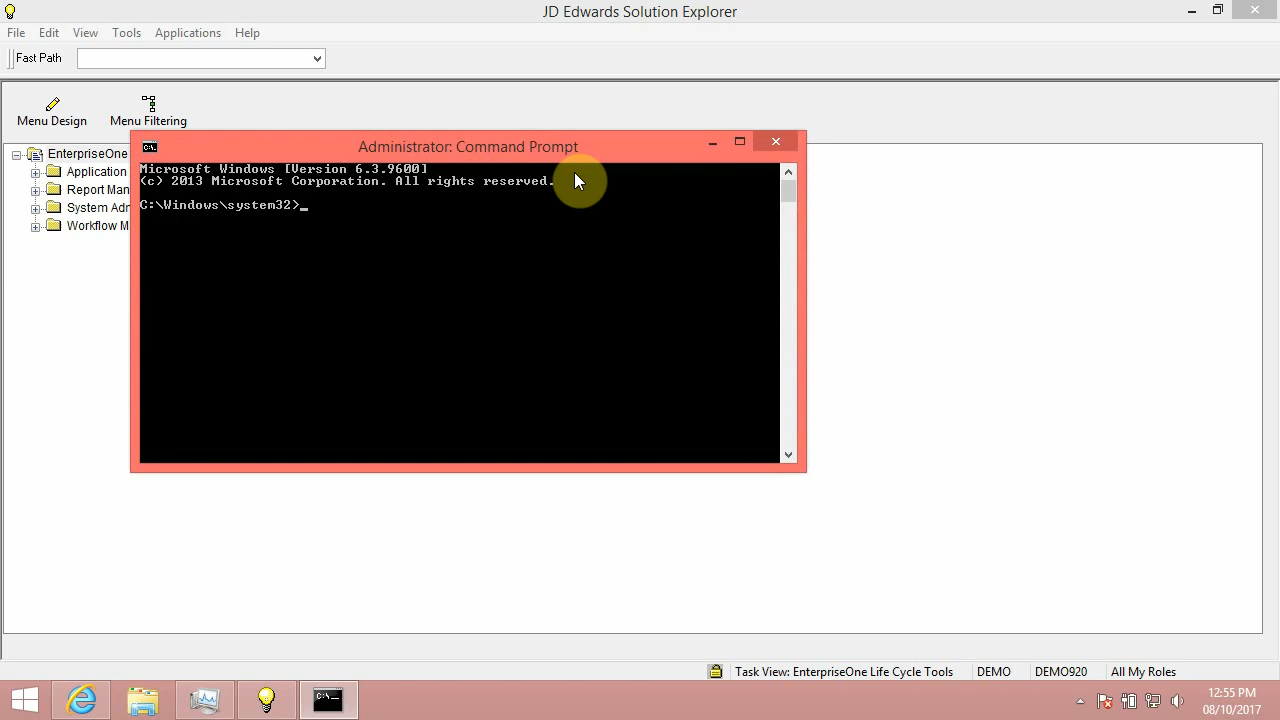 JD Edwards Solution Explorer
File Edit View Tools Applications Help
Fast Path
Menu Design Menu Filtering
EnterpriseOne
Application
Report Man
System Adr
Workflow M
Administrator: Command Prompt
Microsoft Windows [Version 6.3.9600]
(c) 2013 Microsoft Corporation. All rights reserved.
C:\Windows\system32>_
Task View: EnterpriseOne Life Cycle Tools DEMO DEMO920 All My Roles
12:55 PM
08/10/2017